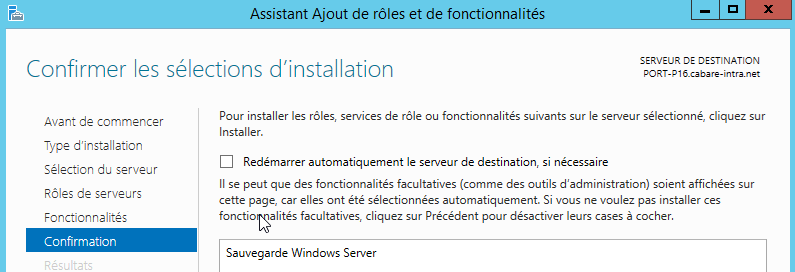 Assistant Ajout de rôles et de fonctionnalités
Confirmer les sélections d'installation
SERVEUR DE DESTINATION
PORT-P16.cabare-intra.net
Avant de commencer
Type d'installation
Sélection du serveur
Rôles de serveurs
Fonctionnalités
Confirmation
Résultats
Pour installer les rôles, services de rôle ou fonctionnalités suivants sur le serveur sélectionné, cliquez sur
Installer.
Redémarrer automatiquement le serveur de destination, si nécessaire
Il se peut que des fonctionnalités facultatives (comme des outils d'administration) soient affichées sur
cette page, car elles ont été sélectionnées automatiquement. Si vous ne voulez pas installer ces
fonctionnalités facultatives, cliquez sur Précédent pour désactiver leurs cases à cocher.
Sauvegarde Windows Server